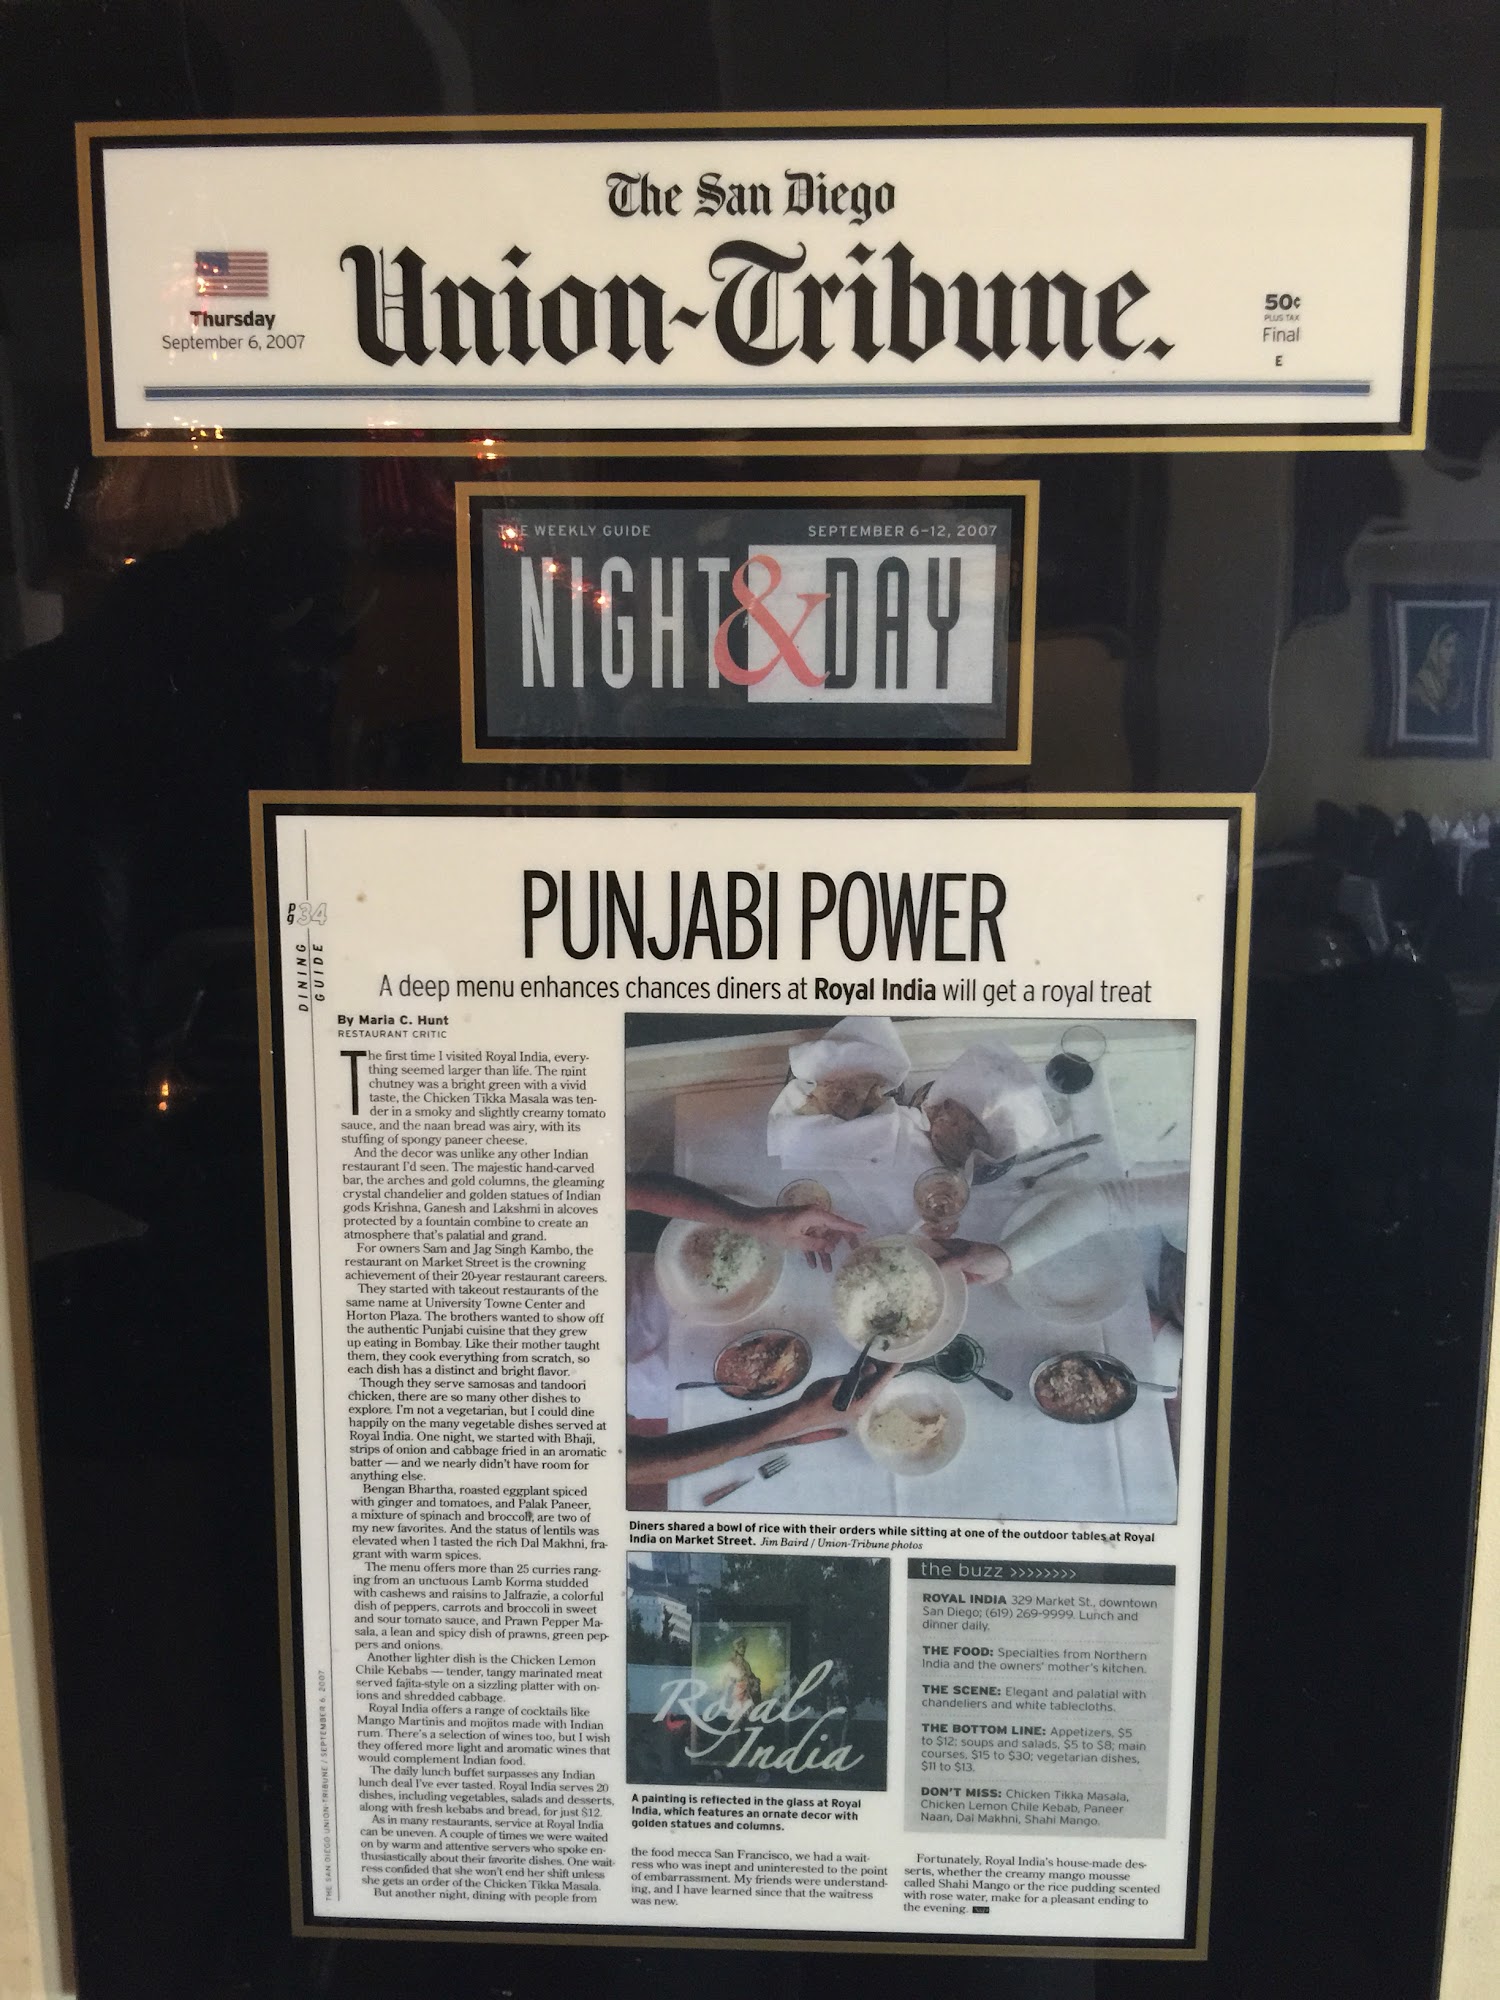 The San Diego
Union-Tribune.
Thursday
September 6, 2007
50¢
PLUS TAX
Final
E
THE WEEKLY GUIDE
SEPTEMBER 6–12, 2007
NIGHT & DAY
pg 34
DINING
GUIDE
PUNJABI POWER
A deep menu enhances chances diners at Royal India will get a royal treat
By Maria C. Hunt
RESTAURANT CRITIC
The first time I visited Royal India, every-
thing seemed larger than life. The mint
chutney was a bright green with a vivid
taste, the Chicken Tikka Masala was ten-
der in a smoky and slightly creamy tomato
sauce, and the naan bread was airy, with its
stuffing of spongy paneer cheese.
And the decor was unlike any other Indian
restaurant I'd seen. The majestic hand-carved
bar, the arches and gold columns, the gleaming
crystal chandelier and golden statues of Indian
gods Krishna, Ganesh and Lakshmi in alcoves
protected by a fountain combine to create an
atmosphere that's palatial and grand.
For owners Sam and Jag Singh Kambo, the
restaurant on Market Street is the crowning
achievement of their 20-year restaurant careers.
They started with takeout restaurants of the
same name at University Towne Center and
Horton Plaza. The brothers wanted to show off
the authentic Punjabi cuisine that they grew
up eating in Bombay. Like their mother taught
them, they cook everything from scratch, so
each dish has a distinct and bright flavor.
Though they serve samosas and tandoori
chicken, there are so many other dishes to
explore. I'm not a vegetarian, but I could dine
happily on the many vegetable dishes served at
Royal India. One night, we started with Bhaji,
strips of onion and cabbage fried in an aromatic
batter — and we nearly didn't have room for
anything else.
Bengan Bhartha, roasted eggplant spiced
with ginger and tomatoes, and Palak Paneer,
a mixture of spinach and broccoli, are two of
my new favorites. And the status of lentils was
elevated when I tasted the rich Dal Makhni, fra-
grant with warm spices.
The menu offers more than 25 curries rang-
ing from an unctuous Lamb Korma studded
with cashews and raisins to Jalfrazie, a colorful
dish of peppers, carrots and broccoli in sweet
and sour tomato sauce, and Prawn Pepper Ma-
sala, a lean and spicy dish of prawns, green pep-
pers and onions.
Another lighter dish is the Chicken Lemon
Chile Kebabs — tender, tangy marinated meat
served fajita-style on a sizzling platter with on-
ions and shredded cabbage.
Royal India offers a range of cocktails like
Mango Martinis and mojitos made with Indian
rum. There's a selection of wines too, but I wish
they offered more light and aromatic wines that
would complement Indian food.
The daily lunch buffet surpasses any Indian
lunch deal I've ever tasted. Royal India serves 20
dishes, including vegetables, salads and desserts,
along with fresh kebabs and bread, for just $12.
As in many restaurants, service at Royal India
can be uneven. A couple of times we were waited
on by warm and attentive servers who spoke en-
thusiastically about their favorite dishes. One wait-
ress confided that she won't end her shift unless
she gets an order of the Chicken Tikka Masala.
But another night, dining with people from
THE SAN DIEGO UNION-TRIBUNE / SEPTEMBER 6, 2007
Diners shared a bowl of rice with their orders while sitting at one of the outdoor tables at Royal
India on Market Street. Jim Baird / Union-Tribune photos
Royal
India
A painting is reflected in the glass at Royal
India, which features an ornate decor with
golden statues and columns.
the buzz >>>>>>>>
ROYAL INDIA 329 Market St., downtown
San Diego; (619) 269-9999. Lunch and
dinner daily.
THE FOOD: Specialties from Northern
India and the owners' mother's kitchen.
THE SCENE: Elegant and palatial with
chandeliers and white tablecloths.
THE BOTTOM LINE: Appetizers, $5
to $12; soups and salads, $5 to $8; main
courses, $15 to $30; vegetarian dishes,
$11 to $13.
DON'T MISS: Chicken Tikka Masala,
Chicken Lemon Chile Kebab, Paneer
Naan, Dal Makhni, Shahi Mango.
the food mecca San Francisco, we had a wait-
ress who was inept and uninterested to the point
of embarrassment. My friends were understand-
ing, and I have learned since that the waitress
was new.
Fortunately, Royal India's house-made des-
serts, whether the creamy mango mousse
called Shahi Mango or the rice pudding scented
with rose water, make for a pleasant ending to
the evening.